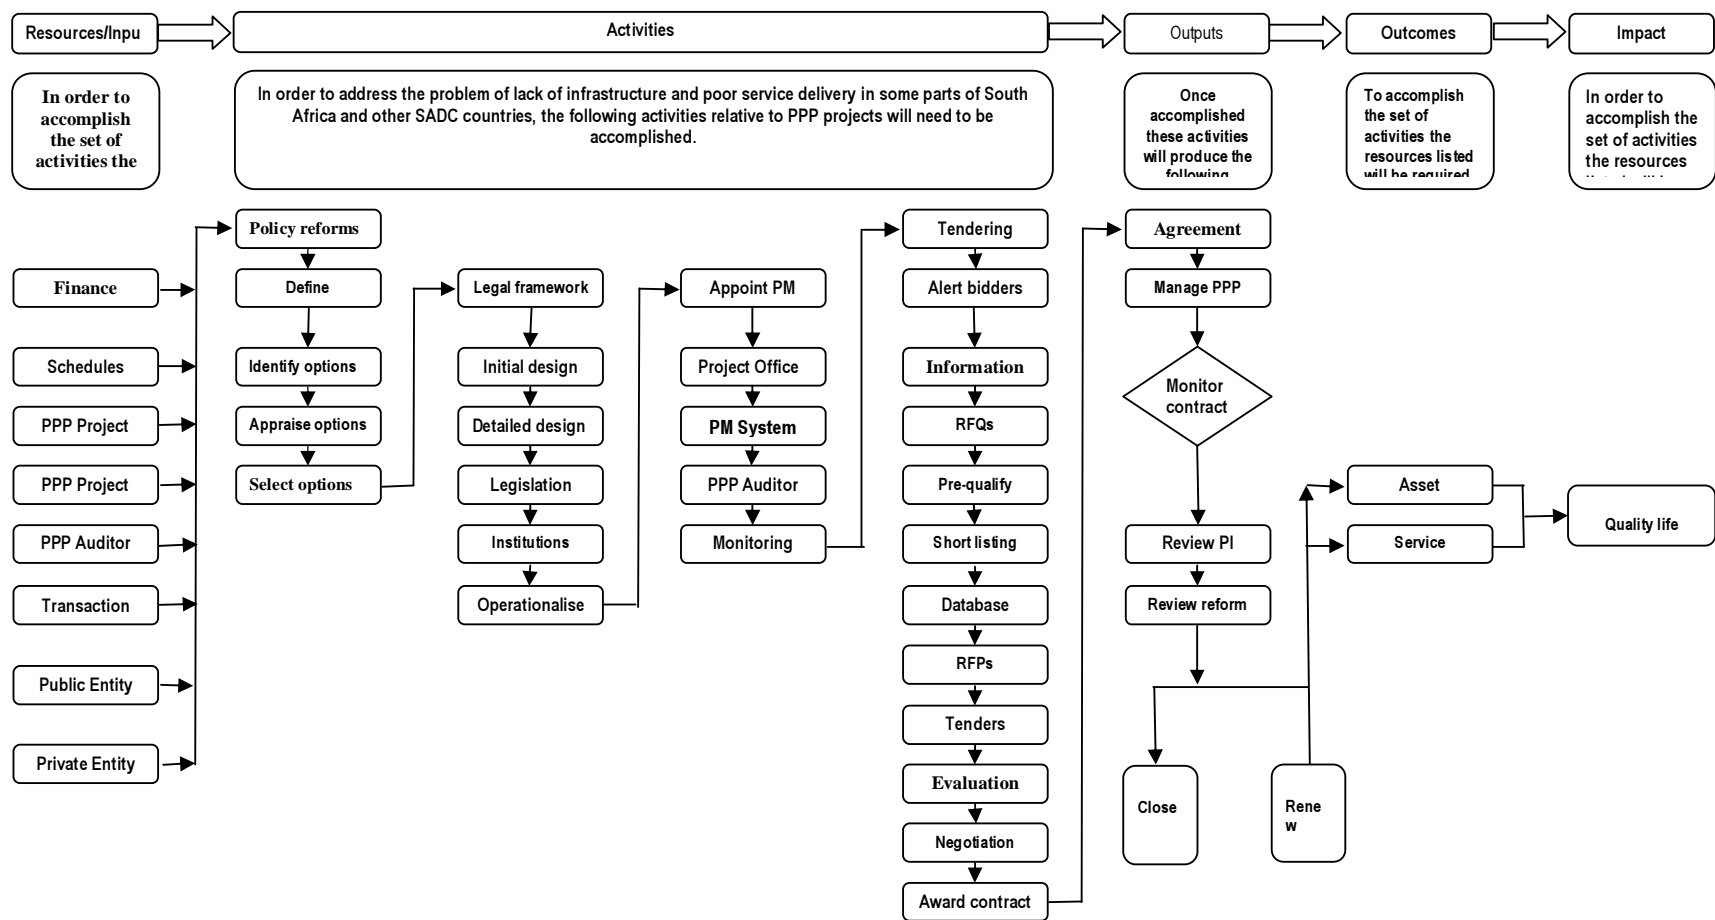 Resources/Inpu
Activities
Outputs
Outcomes
Impact
In order to
accomplish
the set of
activities the
In order to address the problem of lack of infrastructure and poor service delivery in some parts of South
Africa and other SADC countries, the following activities relative to PPP projects will need to be
accomplished.
Once
accomplished
these activities
will produce the
following
To accomplish
the set of
activities the
resources listed
will be required
In order to
accomplish the
set of activities
the resources
Finance
Schedules
PPP Project
PPP Project
PPP Auditor
Transaction
Public Entity
Private Entity
Policy reforms
Define
Identify options
Appraise options
Select options
Legal framework
Initial design
Detailed design
Legislation
Institutions
Operationalise
Appoint PM
Project Office
PM System
PPP Auditor
Monitoring
Tendering
Alert bidders
Information
RFQs
Pre-qualify
Short listing
Database
RFPs
Tenders
Evaluation
Negotiation
Award contract
Agreement
Manage PPP
Monitor
contract
Review PI
Review reform
Close
Rene
w
Asset
Service
Quality life